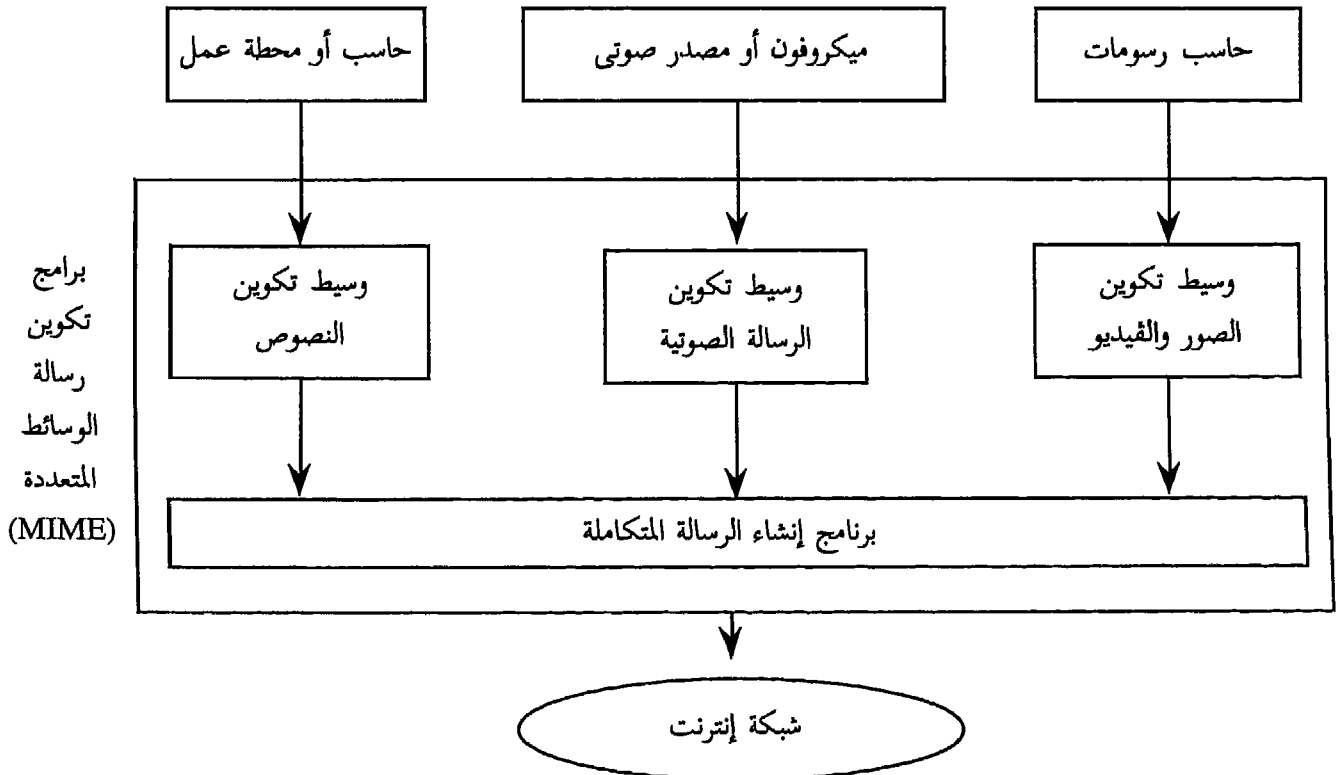 حاسب رسومات
ميكروفون أو مصدر صوتى
حاسب أو محطة عمل
وسيط تكوين
الصور والڤيديو
وسيط تكوين
الرسالة الصوتية
وسيط تكوين
النصوص
برامج
تكوين
رسالة
الوسائط
المتعددة
(MIME)
برنامج إنشاء الرسالة المتكاملة
شبكة إنترنت